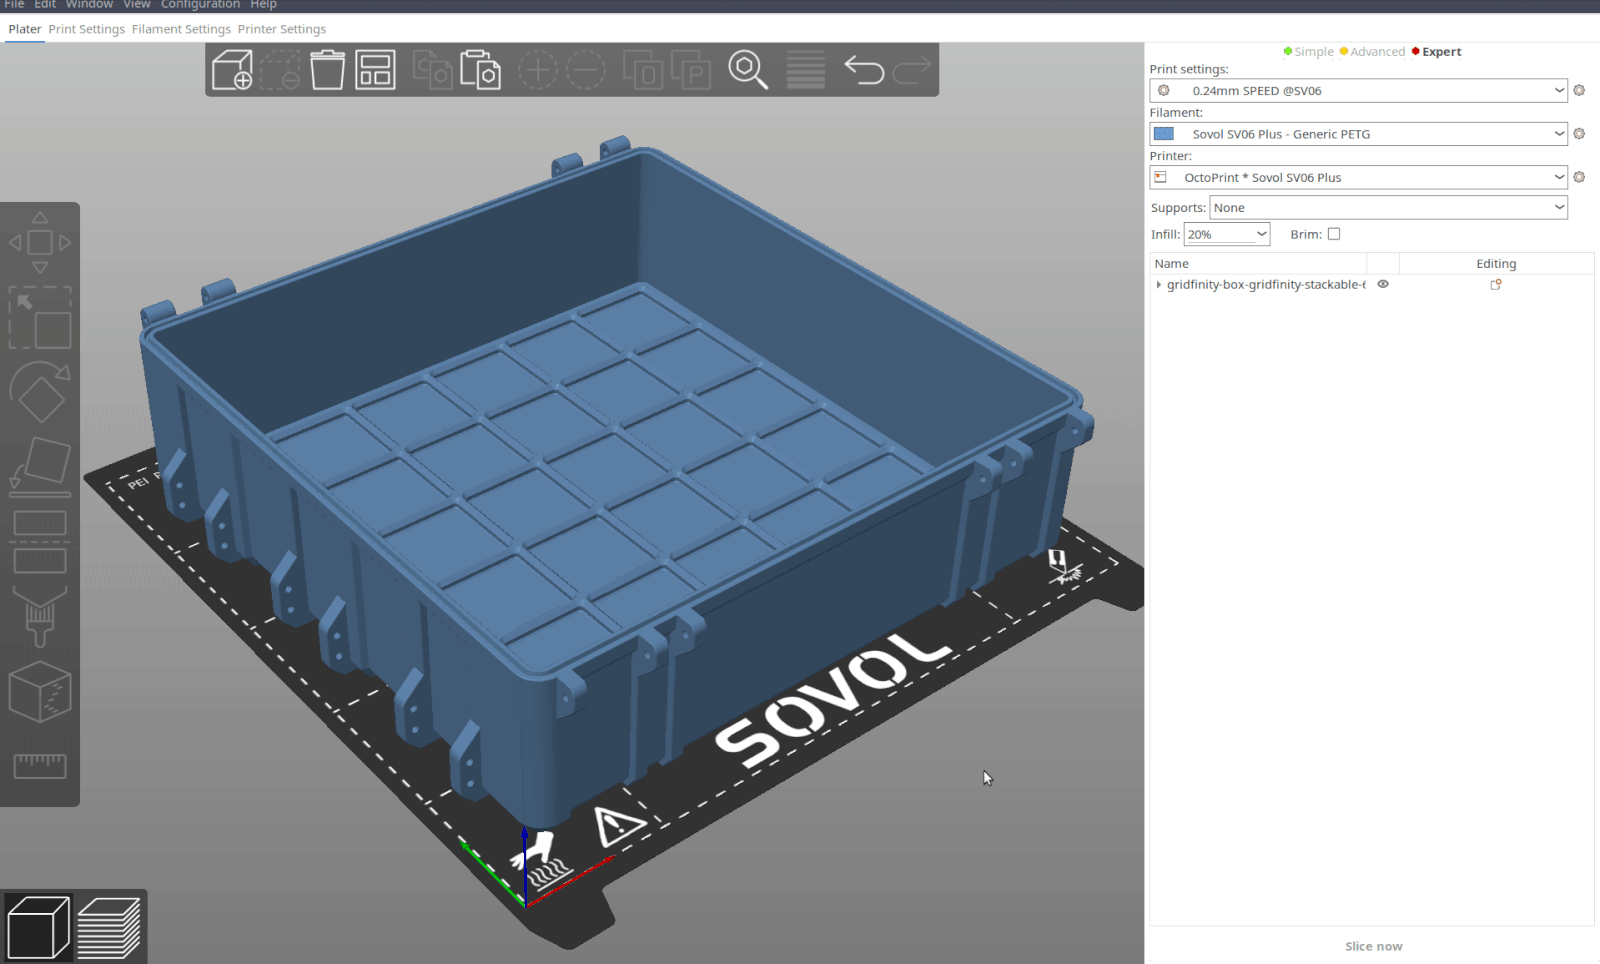 File Edit Window View Configuration Help
Plater Print Settings Filament Settings Printer Settings
Simple Advanced Expert
Print settings:
0.24mm SPEED @SV06
Filament:
Sovol SV06 Plus - Generic PETG
Printer:
OctoPrint * Sovol SV06 Plus
Supports: None
Infill: 20% Brim:
Name Editing
gridfinity-box-gridfinity-stackable-6
PEI
SOVOL
Slice now